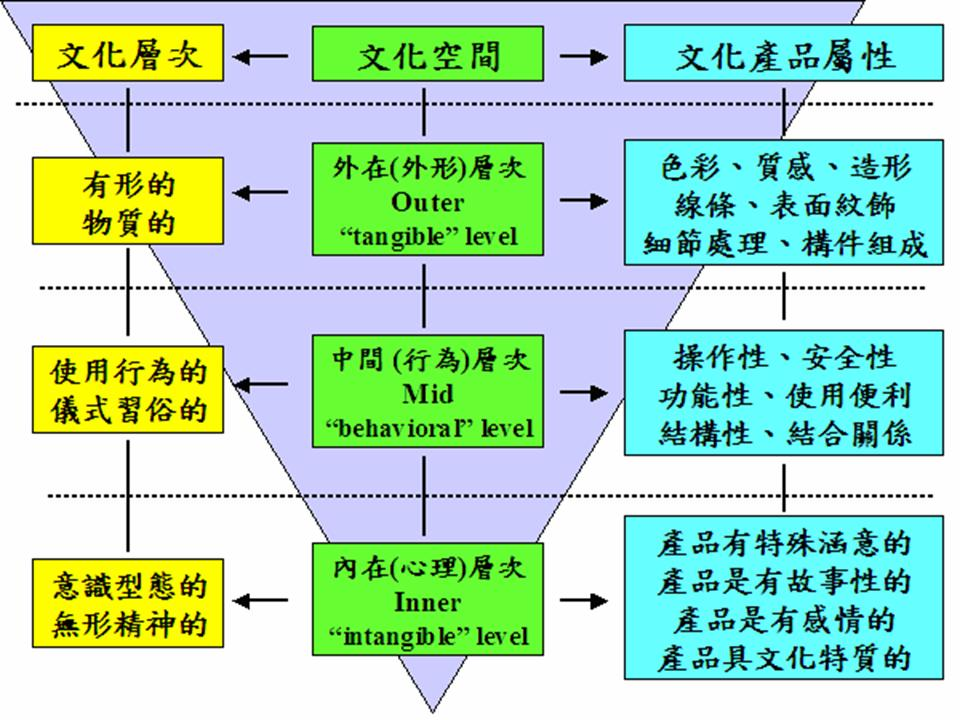 文化層次
文化空間
文化產品屬性
有形的
物質的
外在(外形)層次
Outer
“tangible” level
色彩、質感、造形
線條、表面紋飾
細節處理、構件組成
使用行為的
儀式習俗的
中間 (行為)層次
Mid
“behavioral” level
操作性、安全性
功能性、使用便利
結構性、結合關係
意識型態的
無形精神的
內在(心理)層次
Inner
“intangible” level
產品有特殊涵意的
產品是有故事性的
產品是有感情的
產品具文化特質的